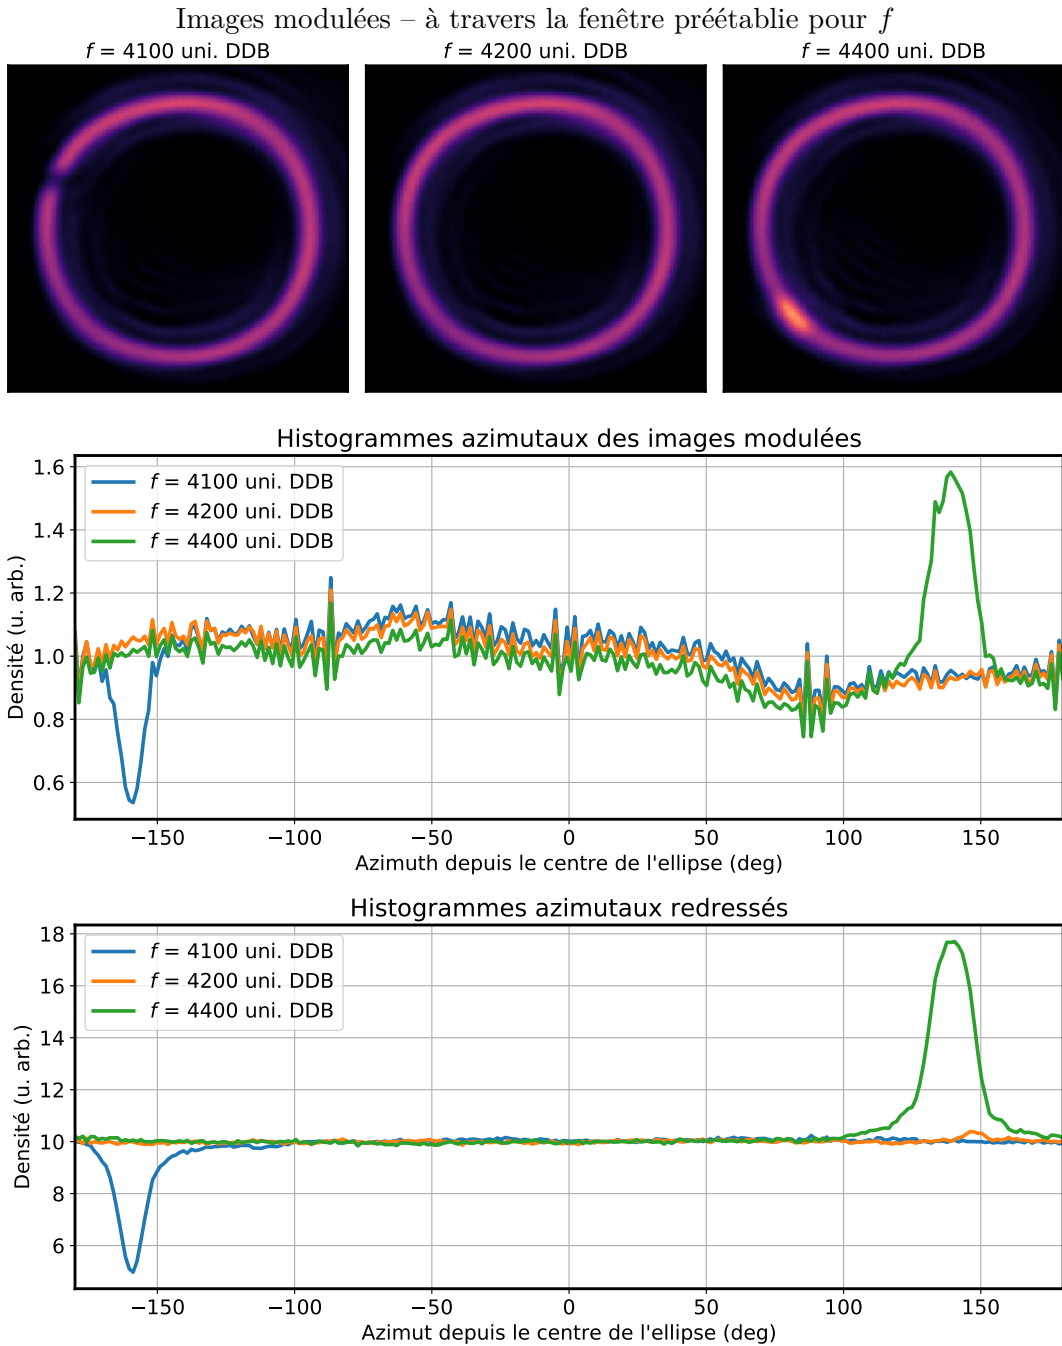 Images modulées – à travers la fenêtre préétablie pour f
f = 4100 uni. DDB
f = 4200 uni. DDB
f = 4400 uni. DDB
Histogrammes azimutaux des images modulées
Densité (u. arb.)
1.6
1.4
1.2
1.0
0.8
0.6
f = 4100 uni. DDB
f = 4200 uni. DDB
f = 4400 uni. DDB
−150 −100 −50 0 50 100 150
Azimuth depuis le centre de l'ellipse (deg)
Histogrammes azimutaux redressés
Densité (u. arb.)
18
16
14
12
10
8
6
f = 4100 uni. DDB
f = 4200 uni. DDB
f = 4400 uni. DDB
−150 −100 −50 0 50 100 150
Azimut depuis le centre de l'ellipse (deg)